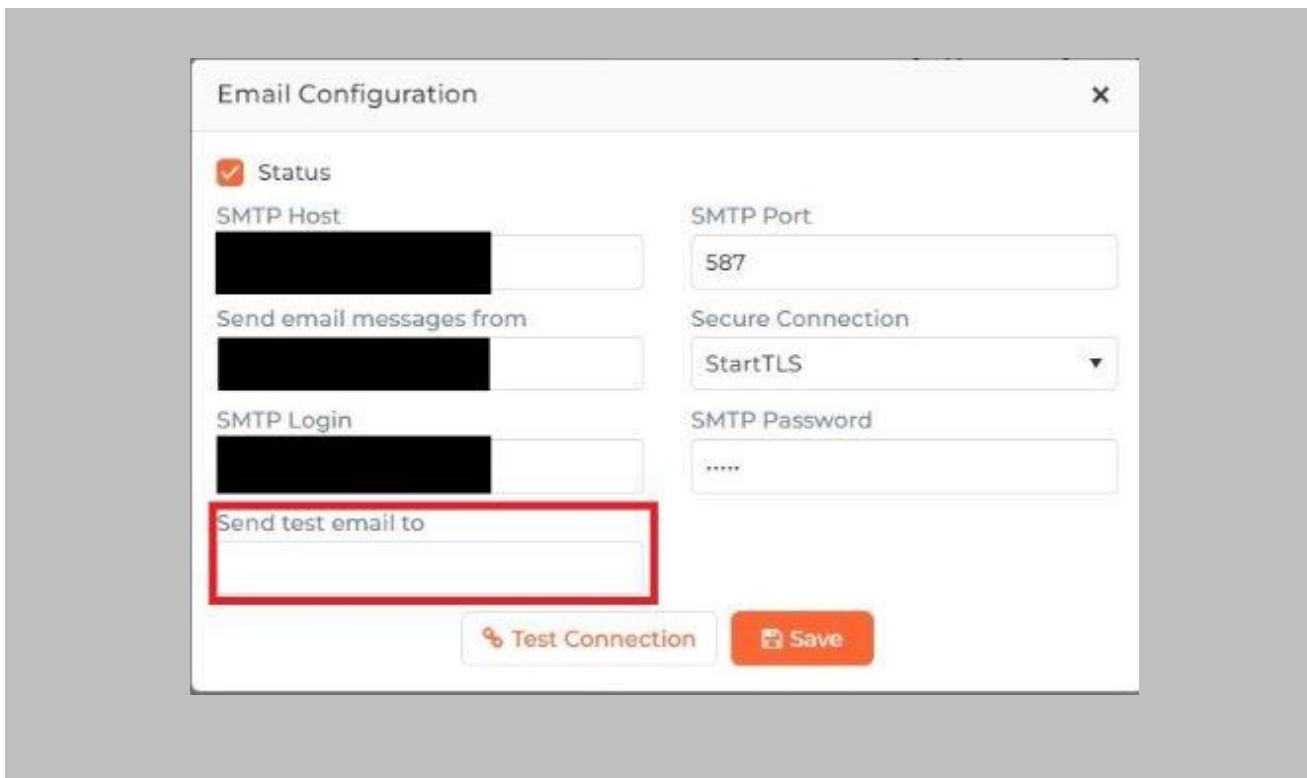 Email Configuration
Status
SMTP Host
SMTP Port
587
Send email messages from
Secure Connection
StartTLS
SMTP Login
SMTP Password
•••••
Send test email to
Test Connection
Save